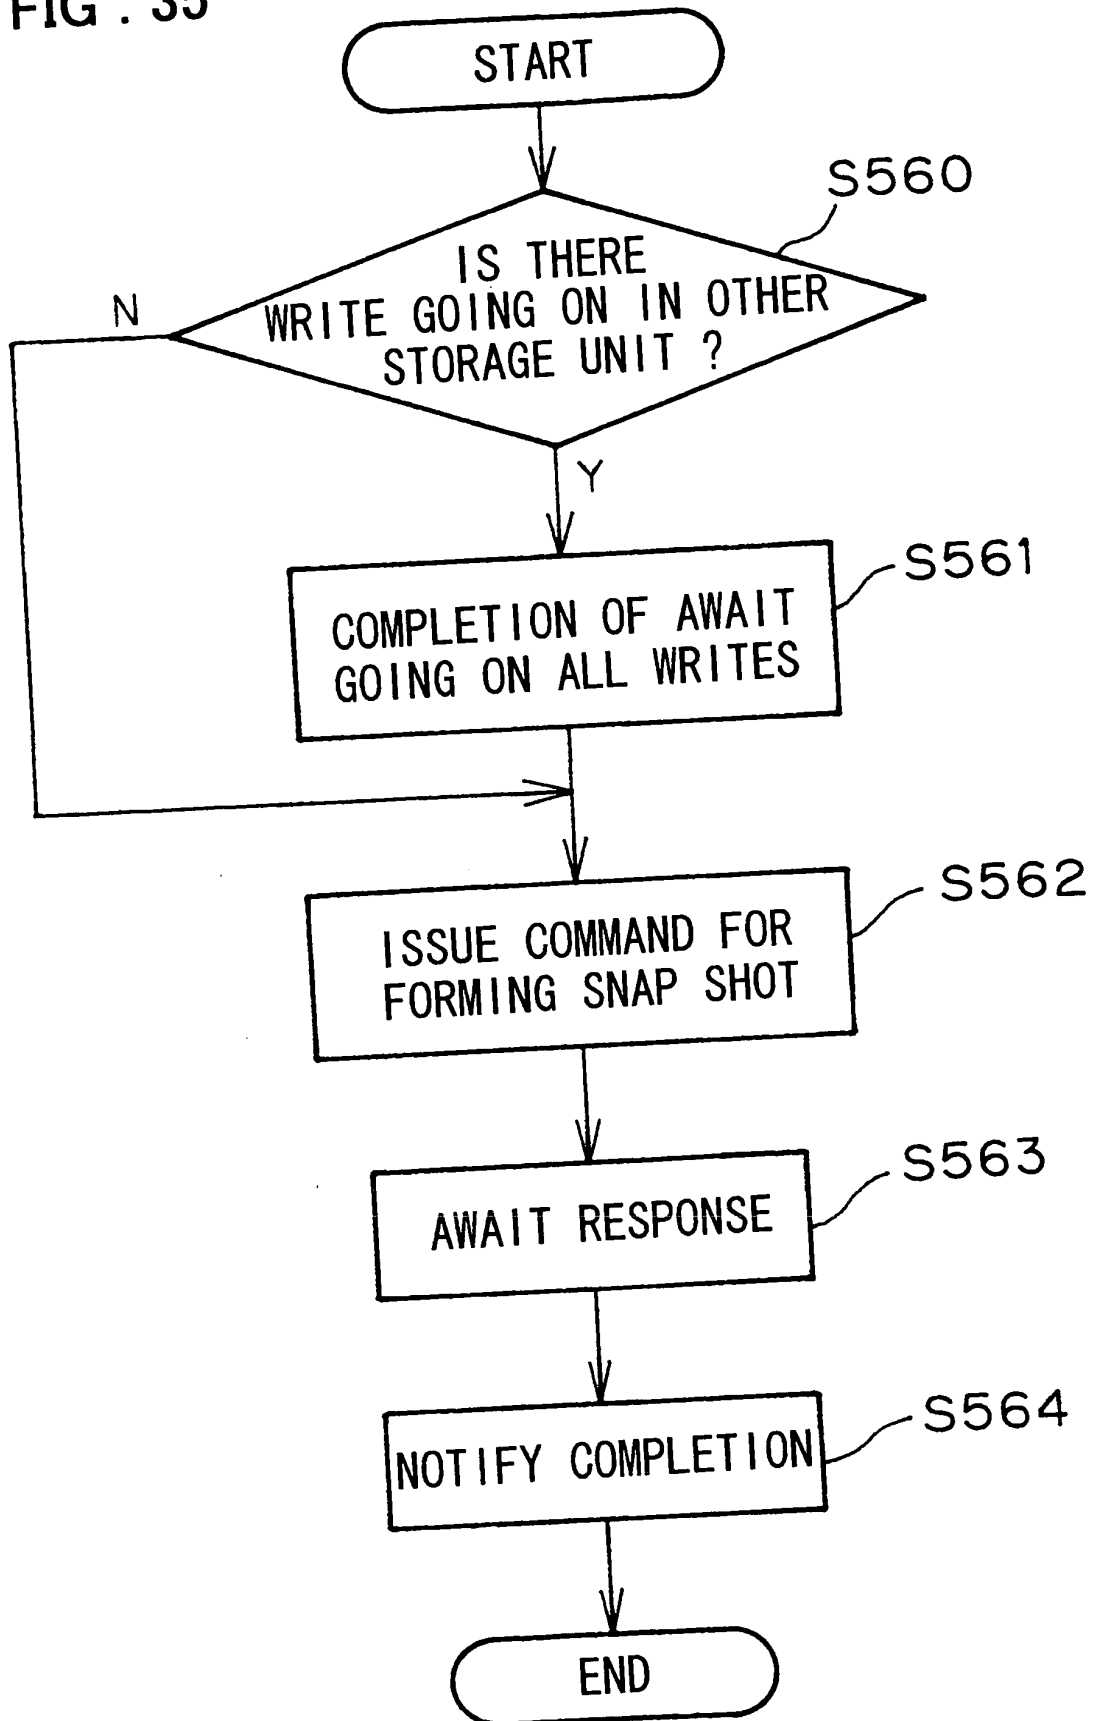 FIG . 35
START
S560
IS THERE
WRITE GOING ON IN OTHER
STORAGE UNIT ?
N
Y
S561
COMPLETION OF AWAIT
GOING ON ALL WRITES
S562
ISSUE COMMAND FOR
FORMING SNAP SHOT
S563
AWAIT RESPONSE
S564
NOTIFY COMPLETION
END